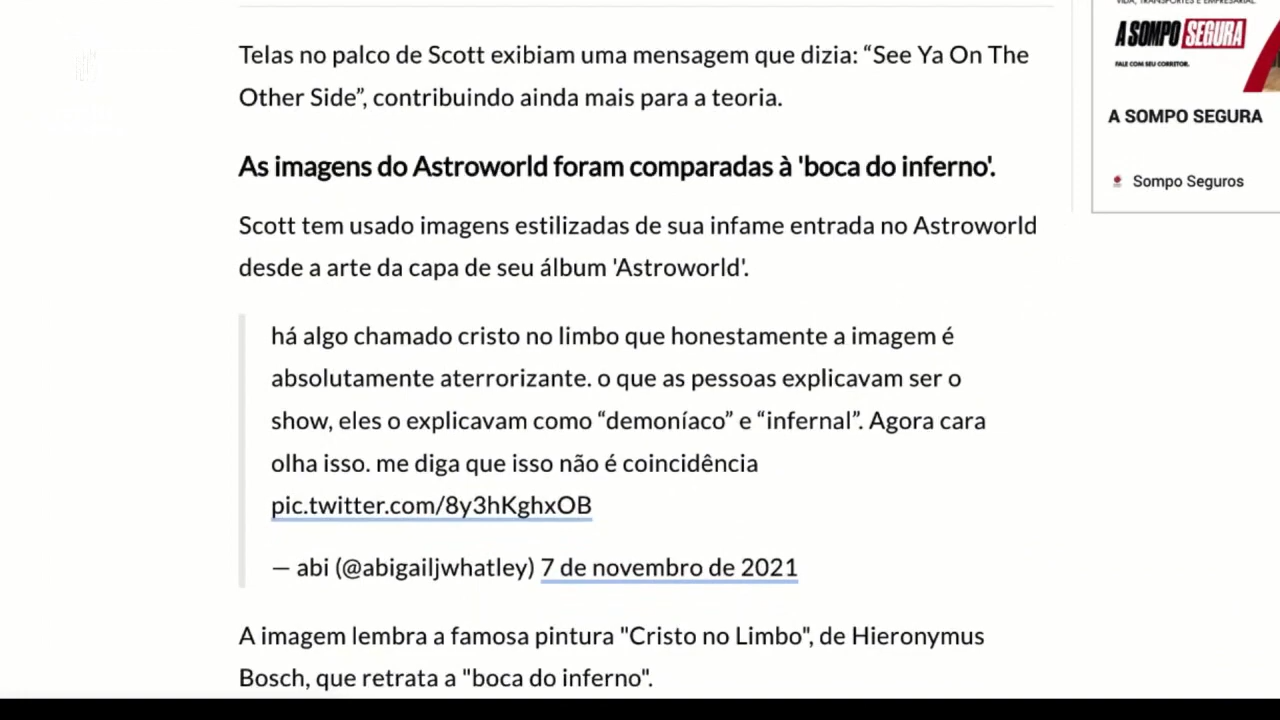 Telas no palco de Scott exibiam uma mensagem que dizia: “See Ya On The
Other Side”, contribuindo ainda mais para a teoria.
As imagens do Astroworld foram comparadas à 'boca do inferno'.
Scott tem usado imagens estilizadas de sua infame entrada no Astroworld
desde a arte da capa de seu álbum 'Astroworld'.
há algo chamado cristo no limbo que honestamente a imagem é
absolutamente aterrorizante. o que as pessoas explicavam ser o
show, eles o explicavam como “demoníaco” e “infernal”. Agora cara
olha isso. me diga que isso não é coincidência
pic.twitter.com/8y3hKghxOB
— abi (@abigailjwhatley) 7 de novembro de 2021
A imagem lembra a famosa pintura "Cristo no Limbo", de Hieronymus
Bosch, que retrata a "boca do inferno".
VIDA, TRANSPORTES E EMPRESARIAL.
A SOMPO SEGURA
FALE COM SEU CORRETOR.
A SOMPO SEGURA
Sompo Seguros